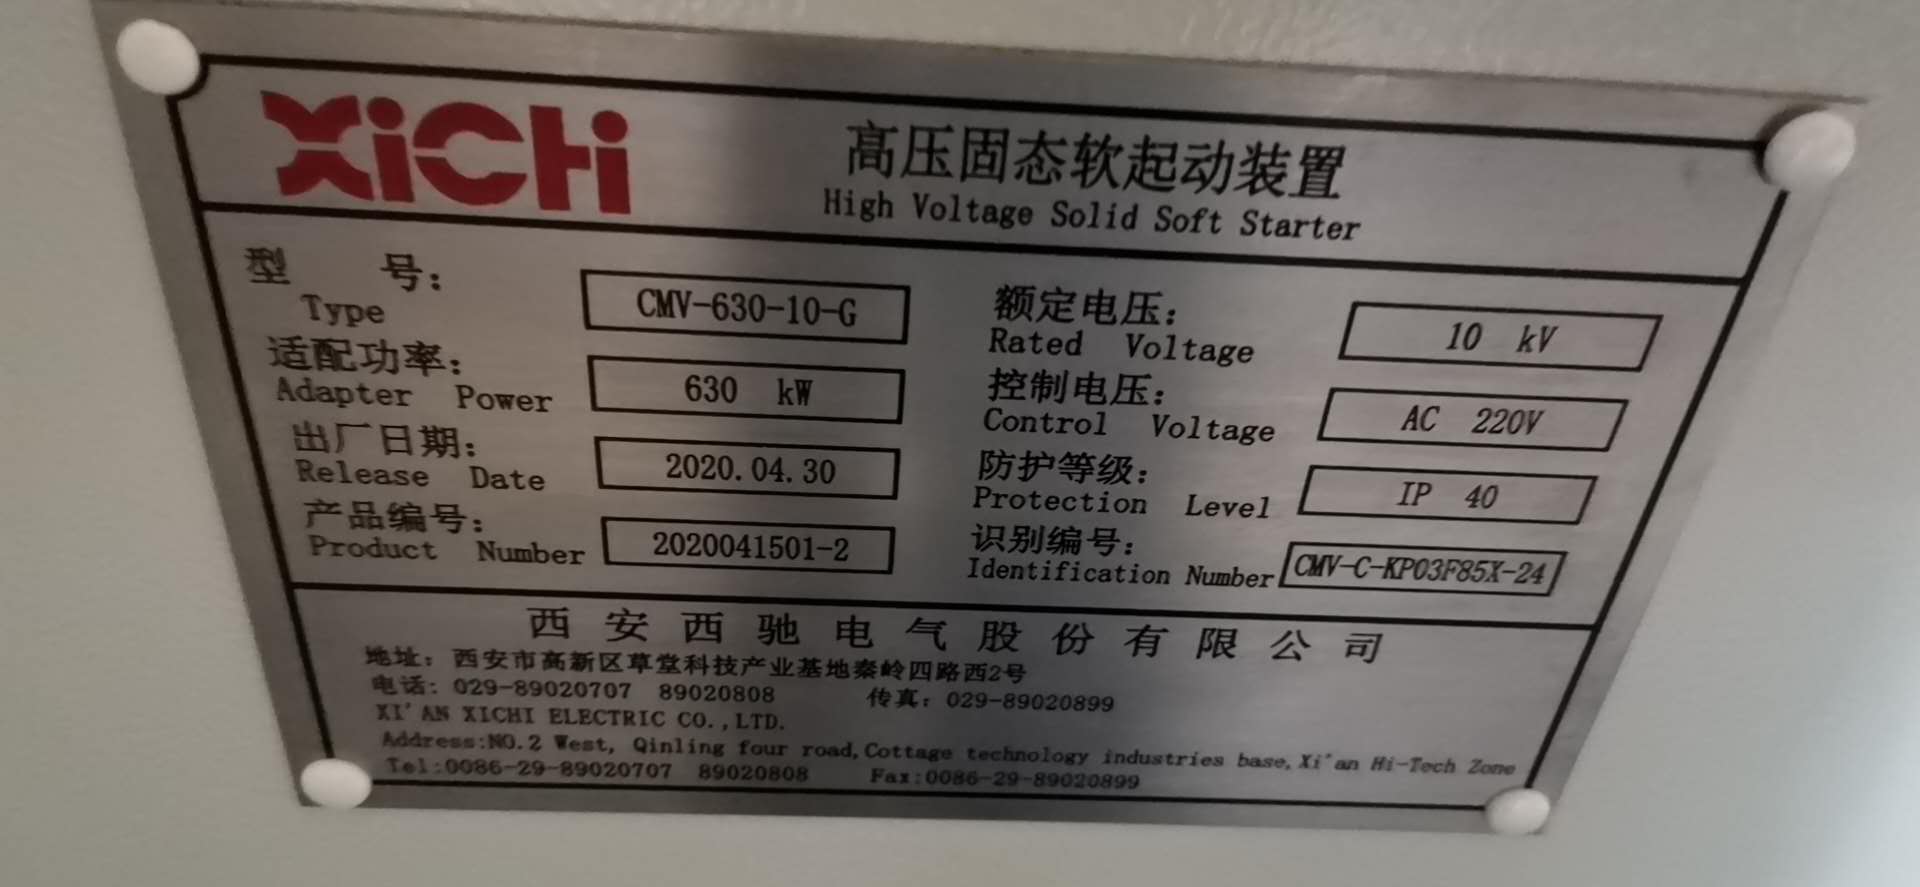 XICHI
高压固态软起动装置
High Voltage Solid Soft Starter
型 号: CMV-630-10-G
Type
适配功率: 630 kW
Adapter Power
出厂日期: 2020.04.30
Release Date
产品编号: 2020041501-2
Product Number
额定电压: 10 kV
Rated Voltage
控制电压: AC 220V
Control Voltage
防护等级: IP 40
Protection Level
识别编号: CMV-C-KP03F85X-24
Identification Number
西安西驰电气股份有限公司
地址: 西安市高新区草堂科技产业基地秦岭四路西2号
电话: 029-89020707 89020808 传真: 029-89020899
XI'AN XICHI ELECTRIC CO.,LTD.
Address:NO.2 West, Qinling four road,Cottage technology industries base,Xi'an Hi-Tech Zone
Tel:0086-29-89020707 89020808 Fax:0086-29-89020899